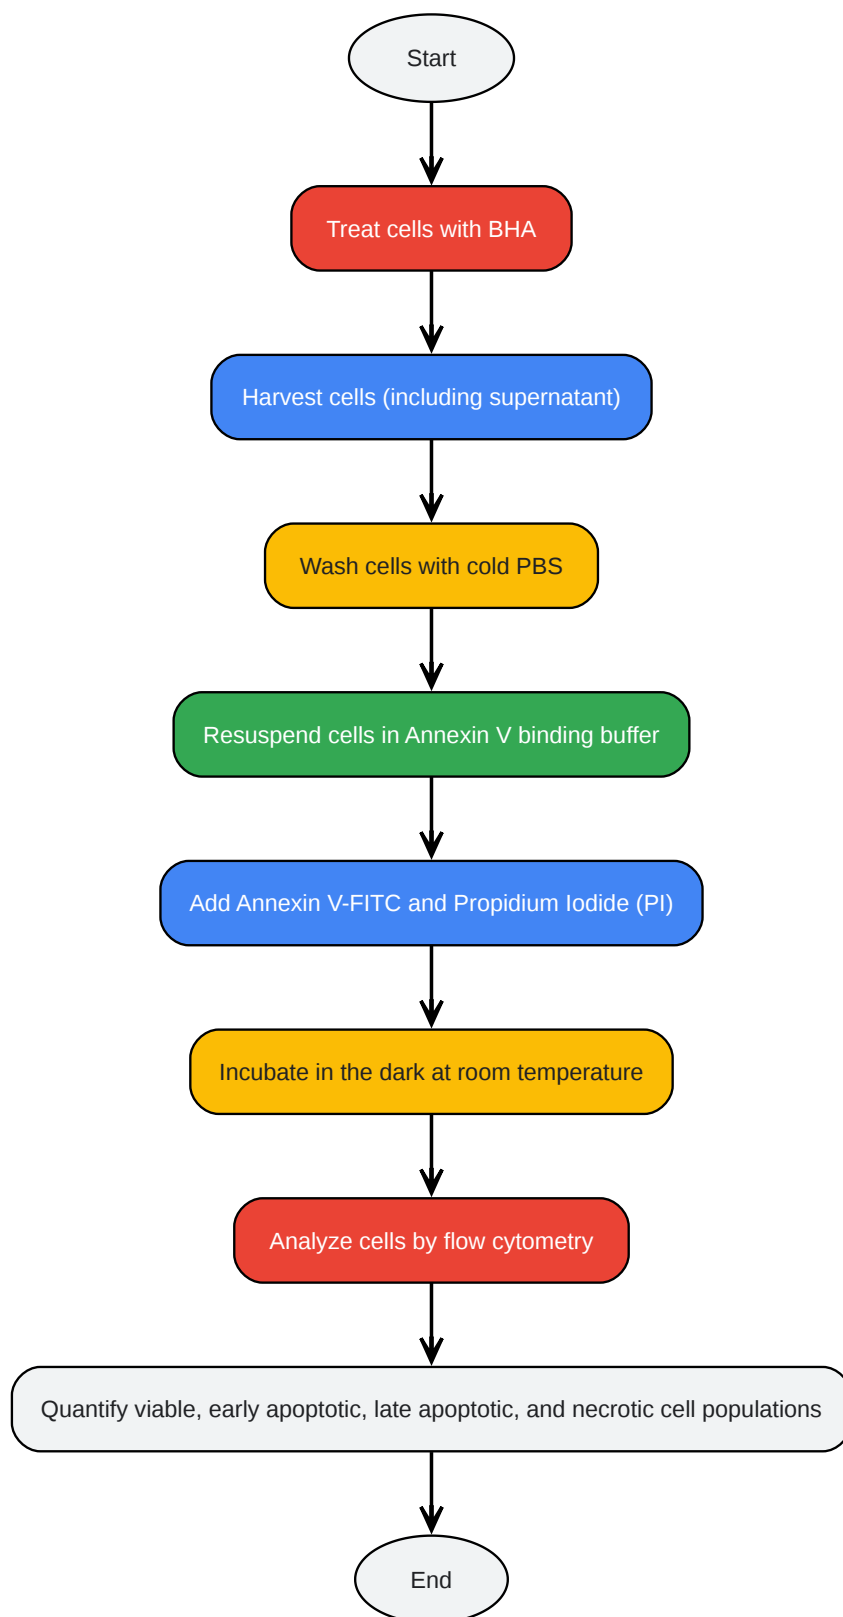 Start
Treat cells with BHA
Harvest cells (including supernatant)
Wash cells with cold PBS
Resuspend cells in Annexin V binding buffer
Add Annexin V-FITC and Propidium Iodide (PI)
Incubate in the dark at room temperature
Analyze cells by flow cytometry
Quantify viable, early apoptotic, late apoptotic, and necrotic cell populations
End